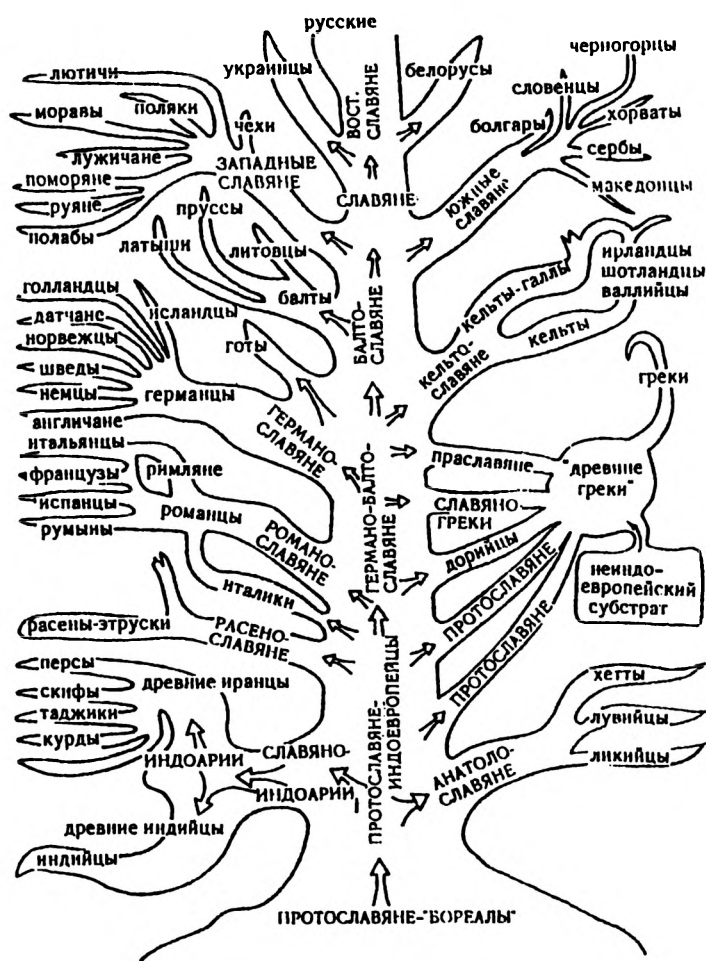 русские
украинцы
белорусы
ВОСТ.
СЛАВЯНЕ
черногорцы
словенцы
болгары
хорваты
сербы
македонцы
ЮЖНЫЕ
СЛАВЯНЕ
лютичи
моравы
поляки
чехи
лужичане
ЗАПАДНЫЕ
СЛАВЯНЕ
поморяне
руяне
полабы
СЛАВЯНЕ
пруссы
латыши
литовцы
балты
БАЛТО-
СЛАВЯНЕ
ирландцы
шотландцы
валлийцы
кельты-галлы
кельты
КЕЛЬТО-
СЛАВЯНЕ
голландцы
датчане
норвежцы
шведы
немцы
англичане
исландцы
готы
германцы
ГЕРМАНО-
СЛАВЯНЕ
греки
праславяне
"древние
греки"
СЛАВЯНО-
ГРЕКИ
дорийцы
ПРОТОСЛАВЯНЕ
ПРОТОСЛАВЯНЕ
неиндо-
европейский
субстрат
ГЕРМАНО-БАЛТО-
СЛАВЯНЕ
итальянцы
французы
испанцы
румыны
римляне
романцы
РОМАНО-
СЛАВЯНЕ
италики
расены-этруски
РАСЕНО-
СЛАВЯНЕ
персы
скифы
таджики
курды
древние иранцы
СЛАВЯНО-
ИНДОАРИИ
ИНДОАРИИ
древние индийцы
индийцы
хетты
лувийцы
ликийцы
АНАТОЛО-
СЛАВЯНЕ
ПРОТОСЛАВЯНЕ-
ИНДОЕВРОПЕЙЦЫ
ПРОТОСЛАВЯНЕ-"БОРЕАЛЫ"